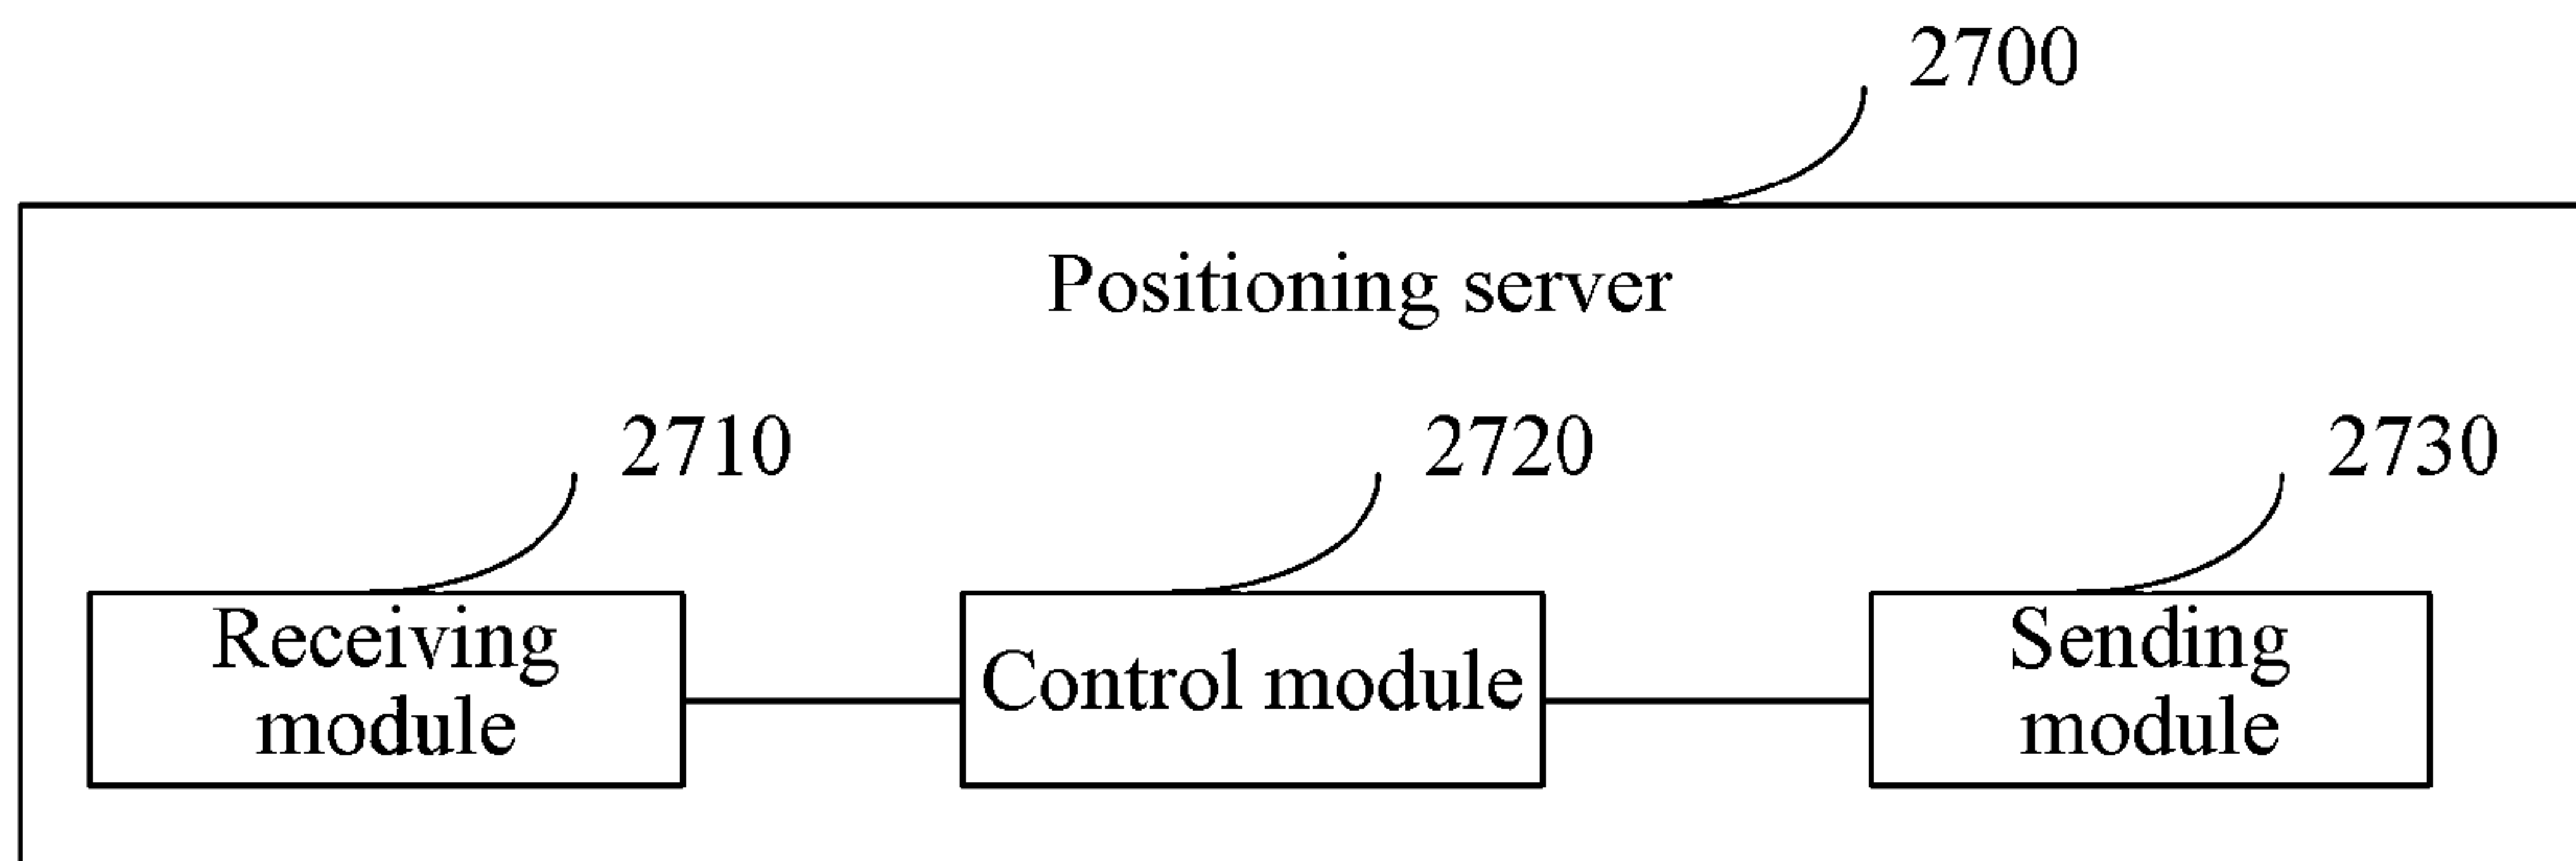 2700
Positioning server
2710
2720
2730
Receiving
module
Control module
Sending
module